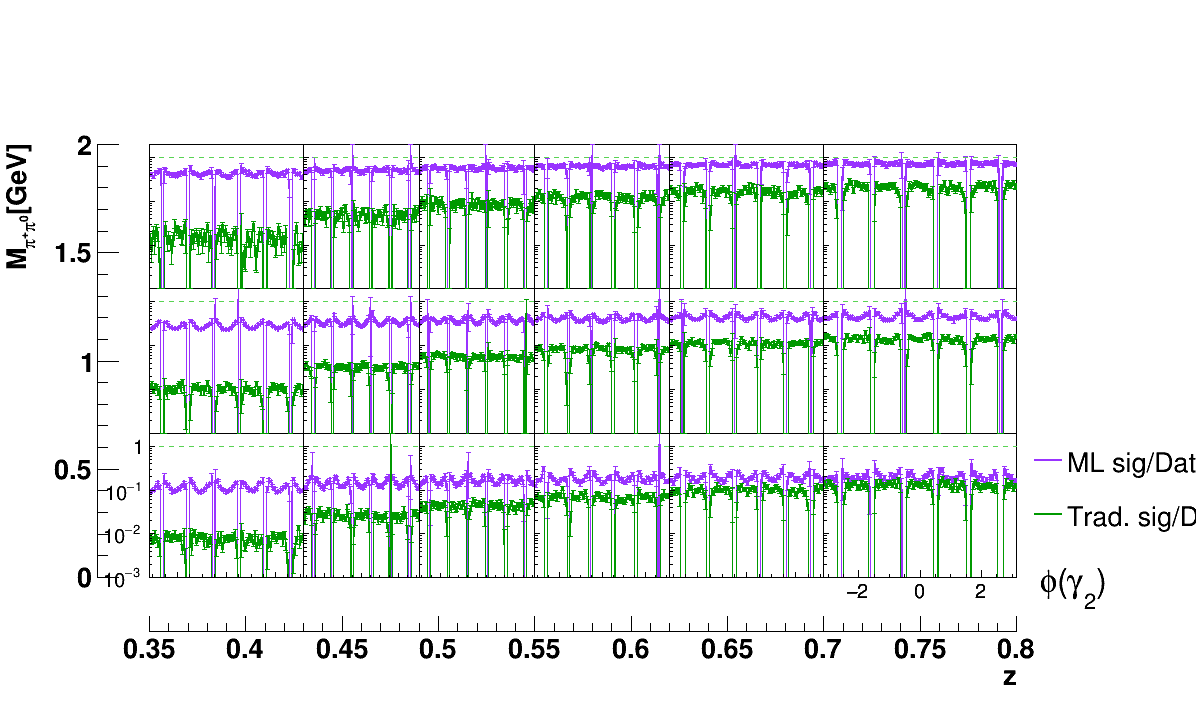 M_{π⁺π⁰}[GeV]
2
1.5
1
0.5
0
1
10⁻¹
10⁻²
10⁻³
ML sig/Dat
Trad. sig/D
−2 0 2
ϕ(γ₂)
0.35 0.4 0.45 0.5 0.55 0.6 0.65 0.7 0.75 0.8
z